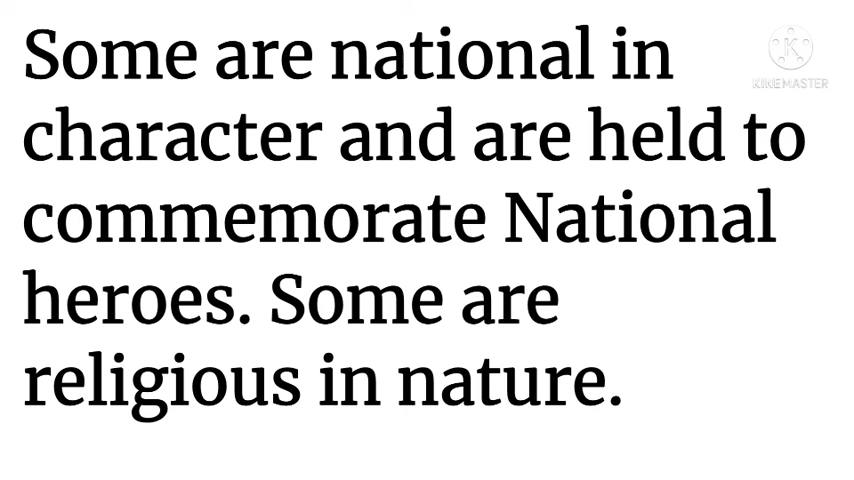 Some are national in
character and are held to
commemorate National
heroes. Some are
religious in nature.
K
KINEMASTER